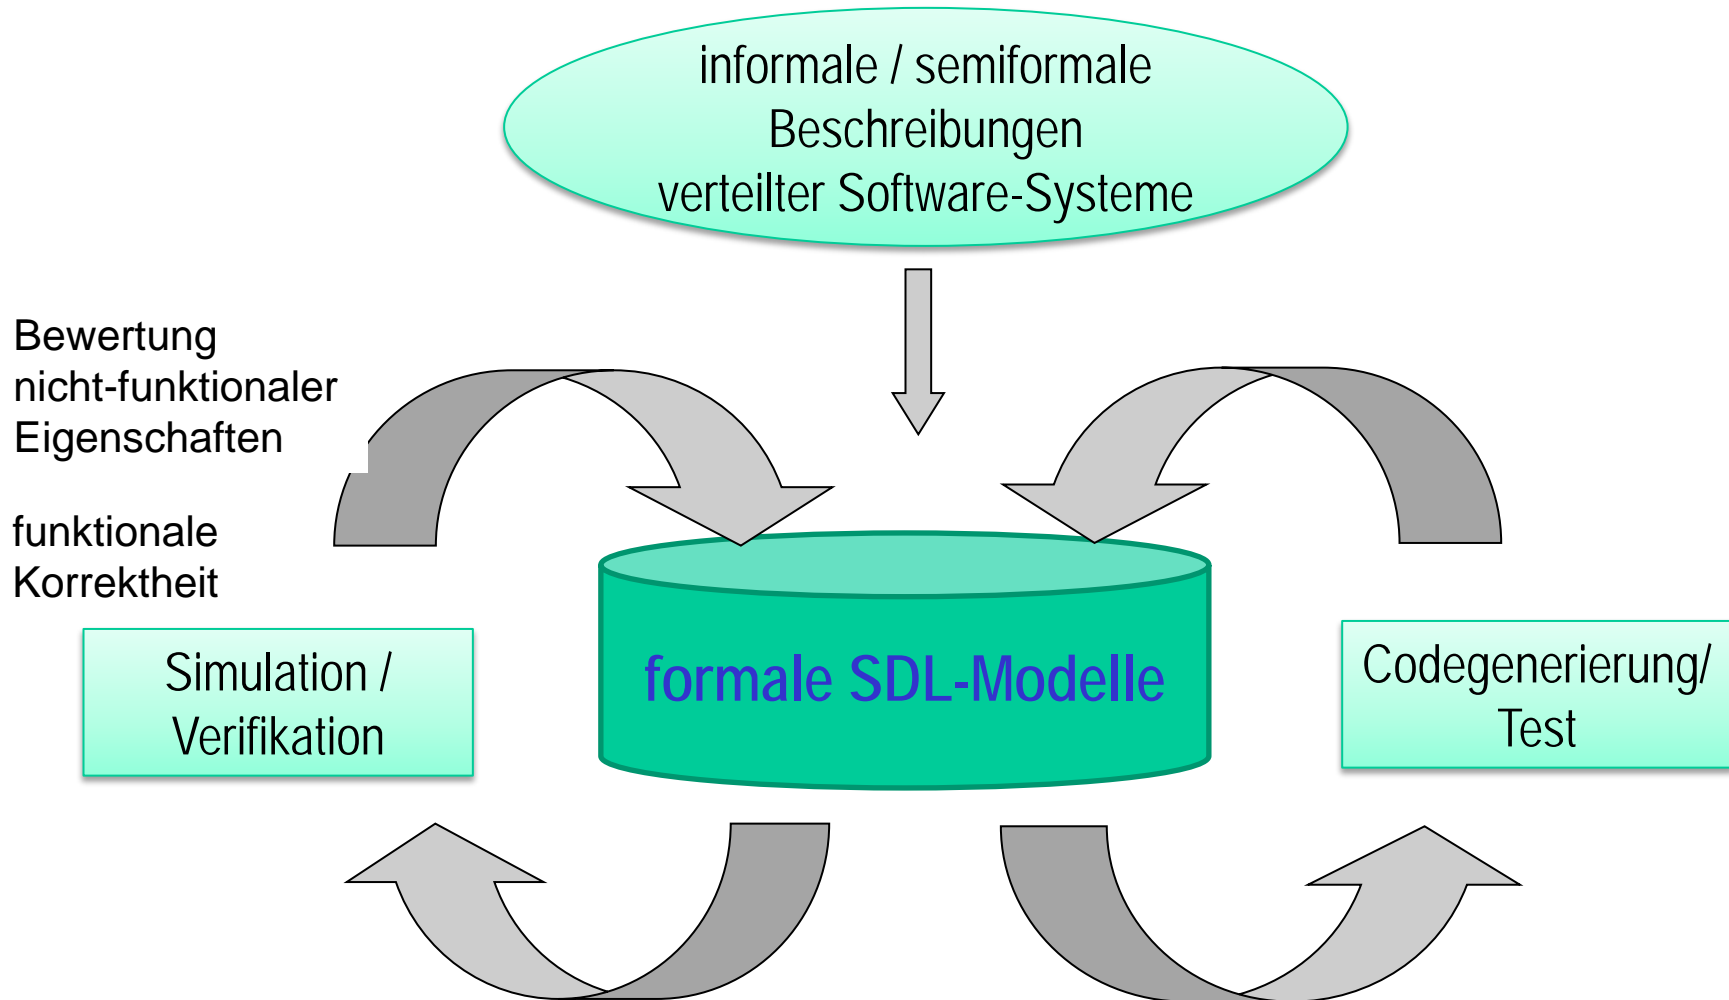 informale / semiformale
Beschreibungen
verteilter Software-Systeme
Bewertung
nicht-funktionaler
Eigenschaften
funktionale
Korrektheit
Simulation /
Verifikation
formale SDL-Modelle
Codegenerierung/
Test